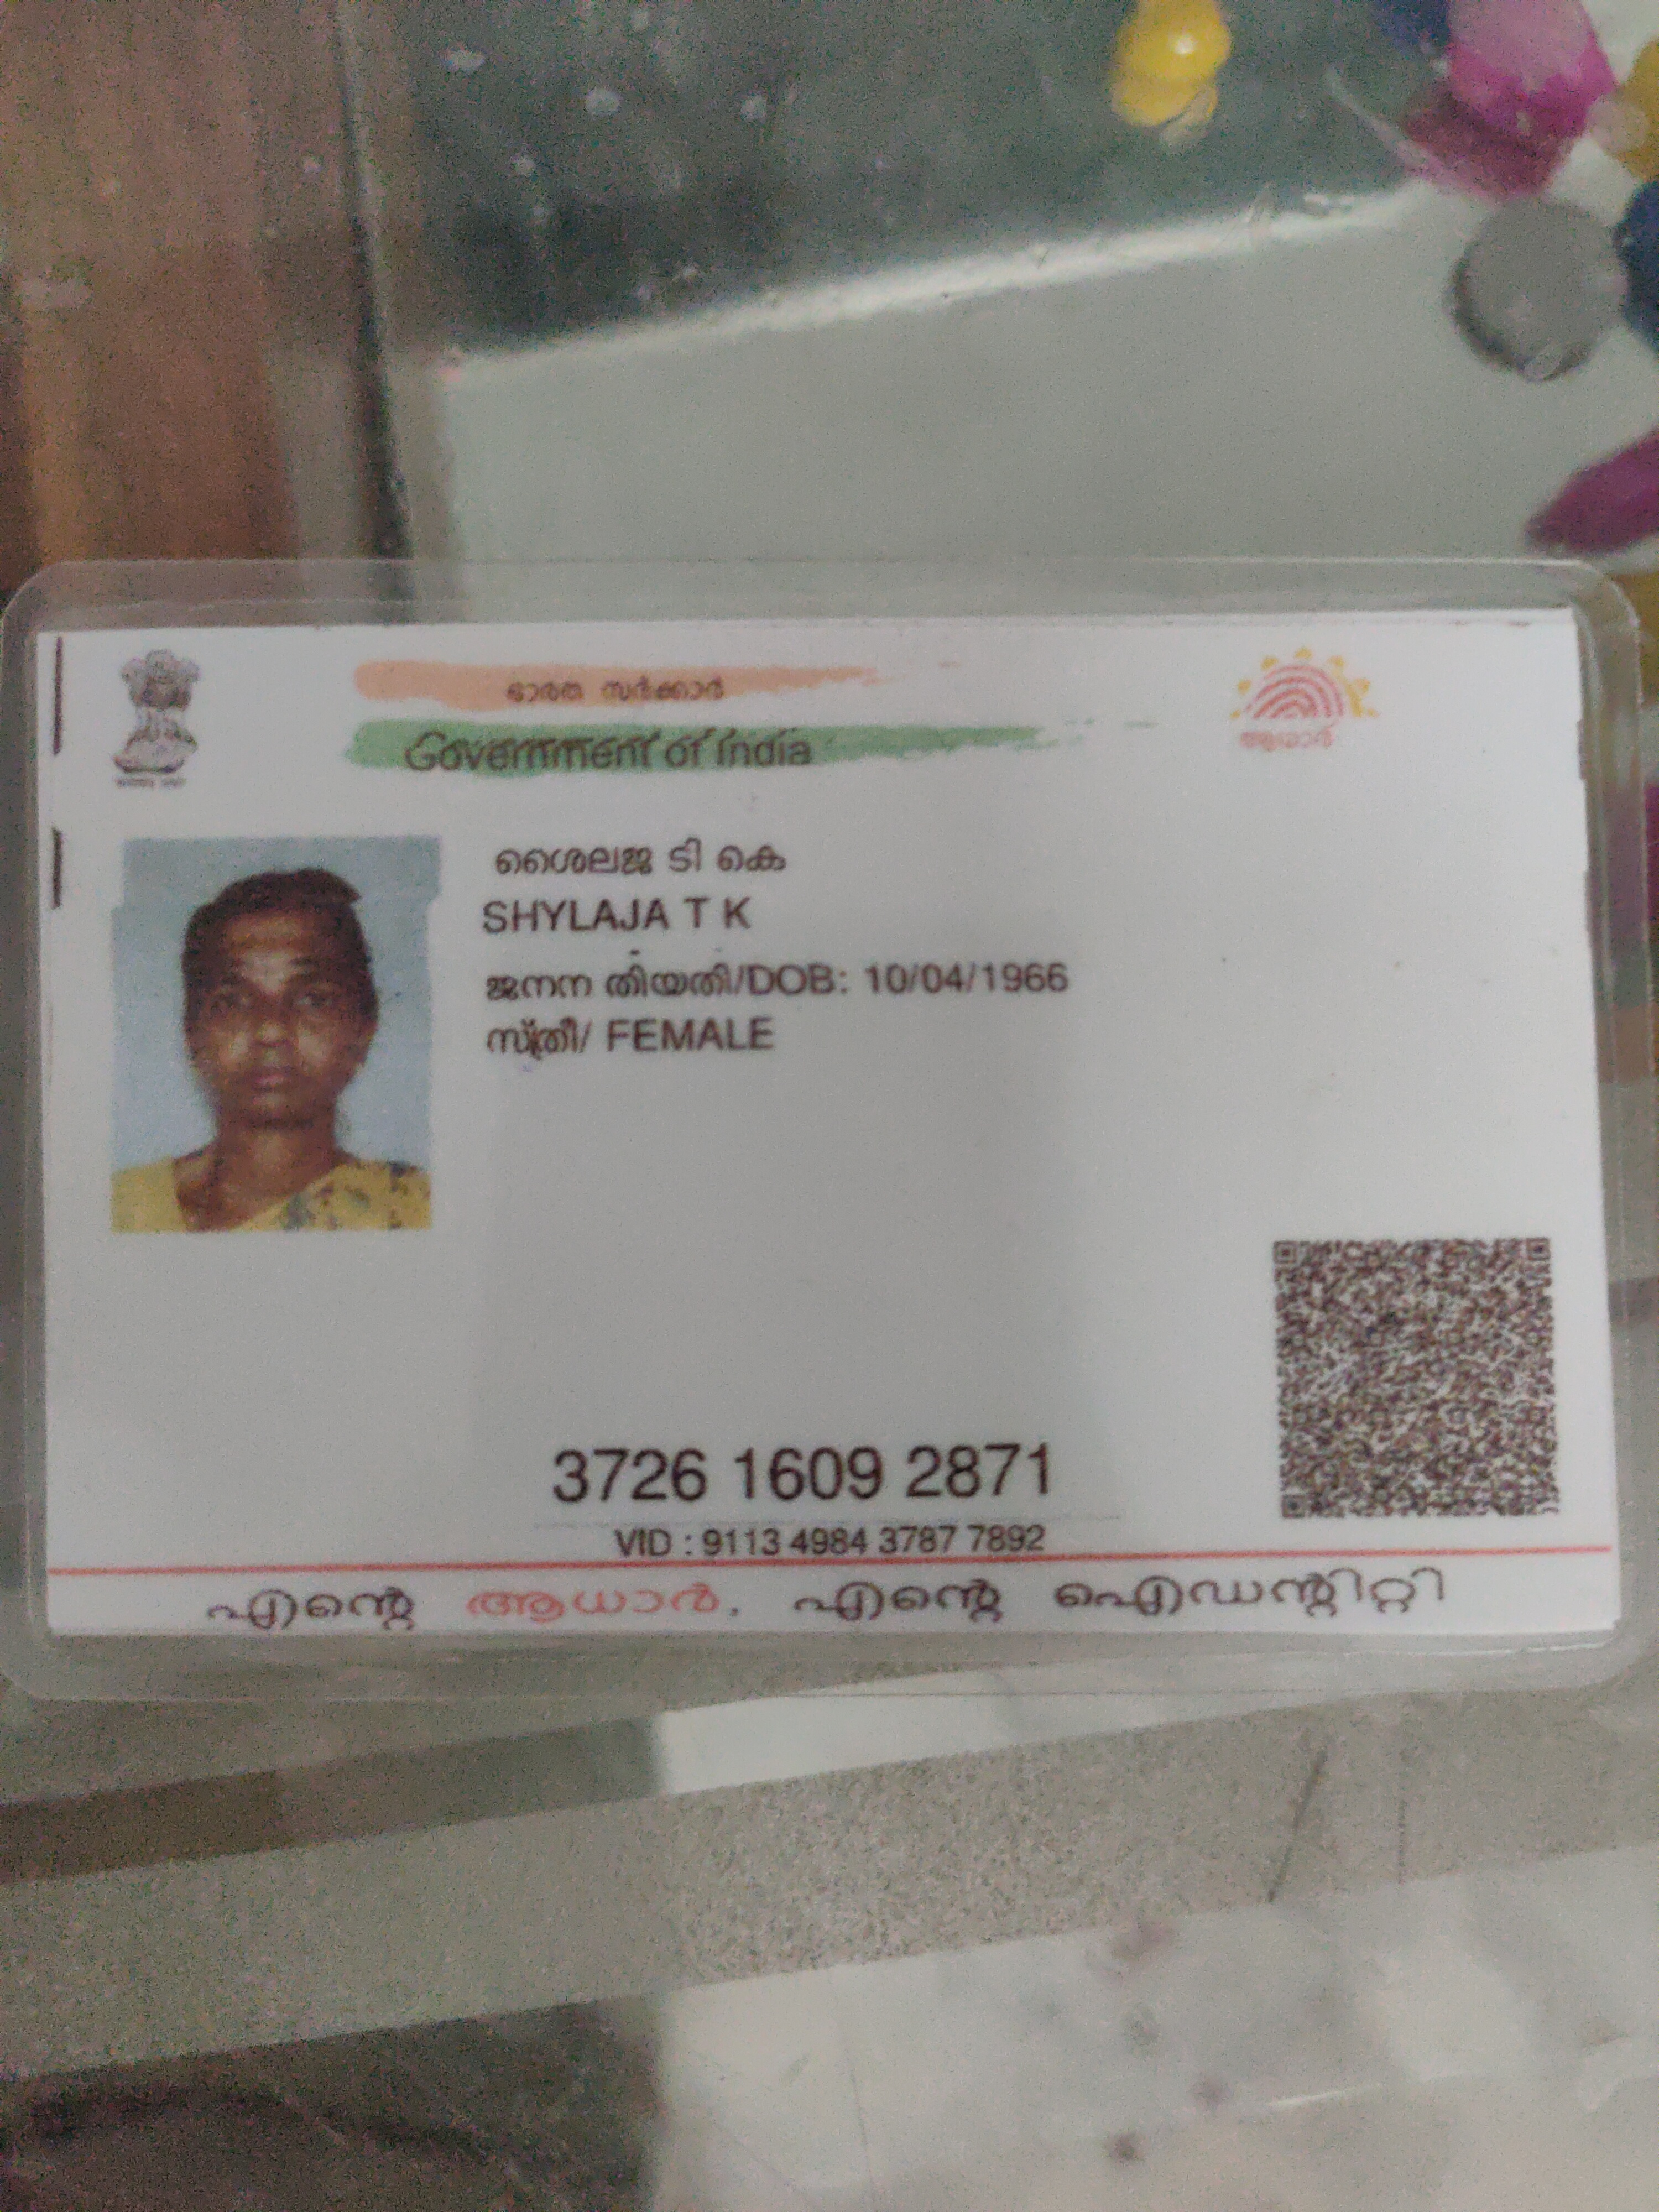 ഭാരത സർക്കാർ
Government of India
ആധാർ
ശൈലജ ടി കെ
SHYLAJA T K
ജനന തിയതി/DOB: 10/04/1966
സ്ത്രീ/ FEMALE
3726 1609 2871
VID : 9113 4984 3787 7892
എന്റെ ആധാർ, എന്റെ ഐഡന്റിറ്റി